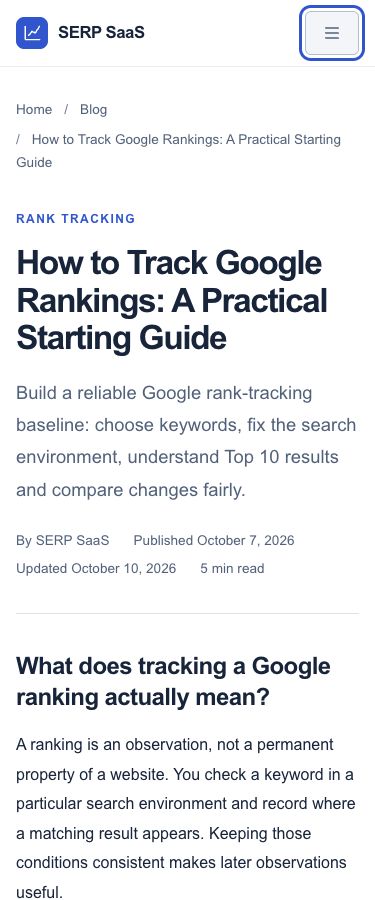 SERP SaaS
Home / Blog
/ How to Track Google Rankings: A Practical Starting
Guide
RANK TRACKING
How to Track Google
Rankings: A Practical
Starting Guide
Build a reliable Google rank-tracking
baseline: choose keywords, fix the search
environment, understand Top 10 results
and compare changes fairly.
By SERP SaaS Published October 7, 2026
Updated October 10, 2026 5 min read
What does tracking a Google
ranking actually mean?
A ranking is an observation, not a permanent
property of a website. You check a keyword in a
particular search environment and record where
a matching result appears. Keeping those
conditions consistent makes later observations
useful.